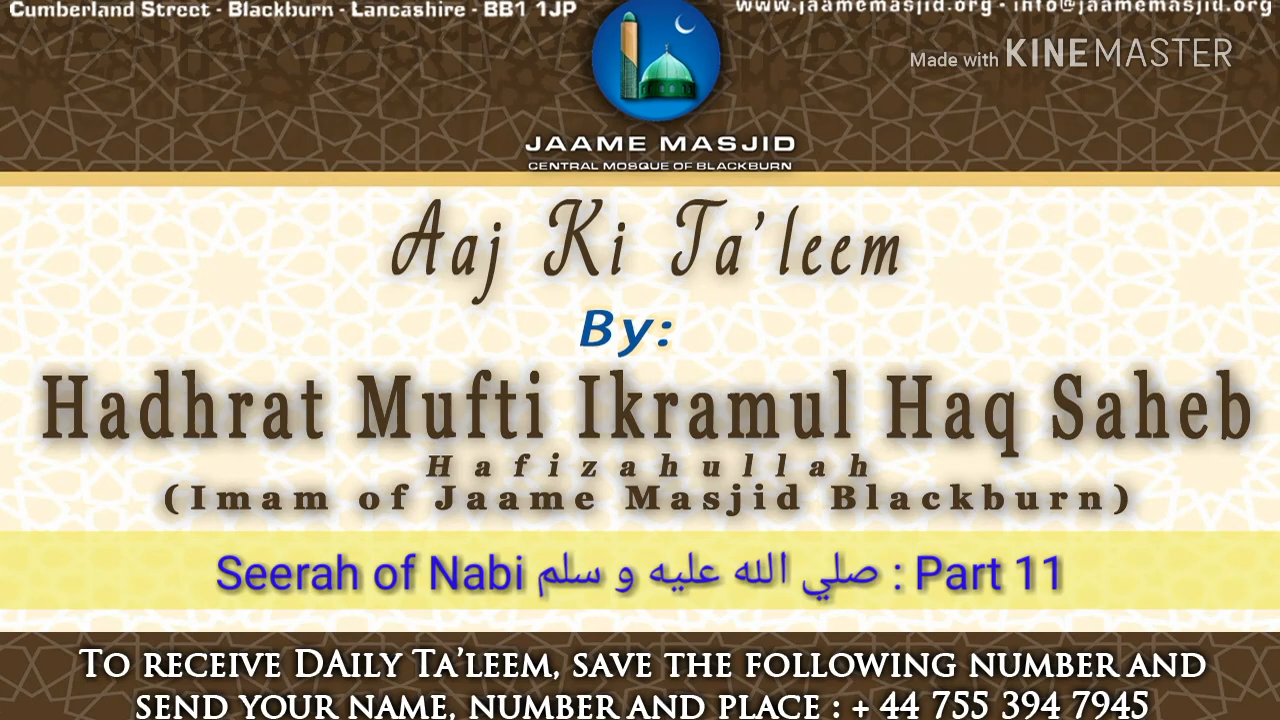 Cumberland Street - Blackburn - Lancashire - BB1 1JP
www.jaamemasjid.org - info@jaamemasjid.org
Made with KINEMASTER
JAAME MASJID
CENTRAL MOSQUE OF BLACKBURN
Aaj Ki Ta'leem
By:
Hadhrat Mufti Ikramul Haq Saheb
Hafizahullah
(Imam of Jaame Masjid Blackburn)
Seerah of Nabi صلي الله عليه و سلم : Part 11
TO RECEIVE DAILY TA'LEEM, SAVE THE FOLLOWING NUMBER AND
SEND YOUR NAME, NUMBER AND PLACE : + 44 755 394 7945